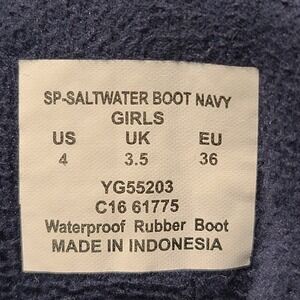 SP-SALTWATER BOOT NAVY
GIRLS
US UK EU
4 3.5 36
YG55203
C16 61775
Waterproof Rubber Boot
MADE IN INDONESIA